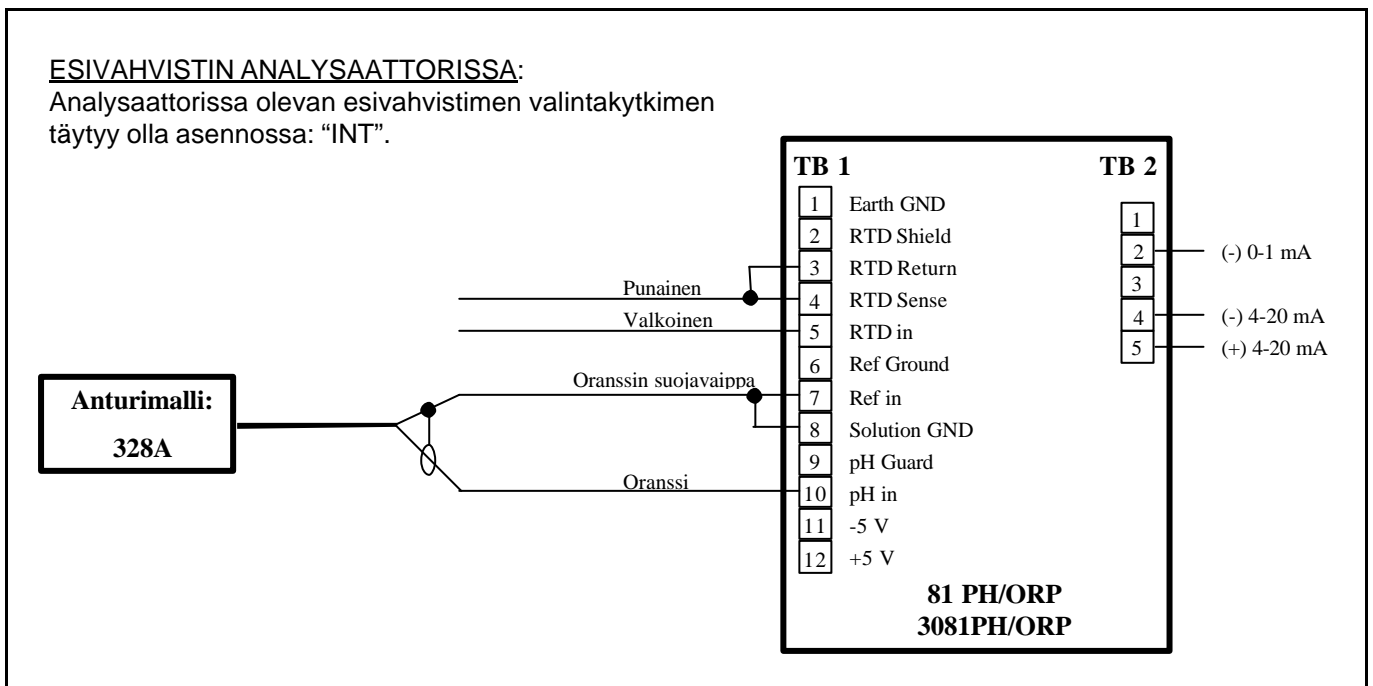 ESIVAHVISTIN ANALYSAATTORISSA:
Analysaattorissa olevan esivahvistimen valintakytkimen
täytyy olla asennossa: “INT”.
TB 1
TB 2
1 Earth GND
2 RTD Shield
3 RTD Return
4 RTD Sense
5 RTD in
6 Ref Ground
7 Ref in
8 Solution GND
9 pH Guard
10 pH in
11 -5 V
12 +5 V
1
2 (-) 0-1 mA
3
4 (-) 4-20 mA
5 (+) 4-20 mA
Punainen
Valkoinen
Oranssin suojavaippa
Oranssi
Anturimalli:
328A
81 PH/ORP
3081PH/ORP